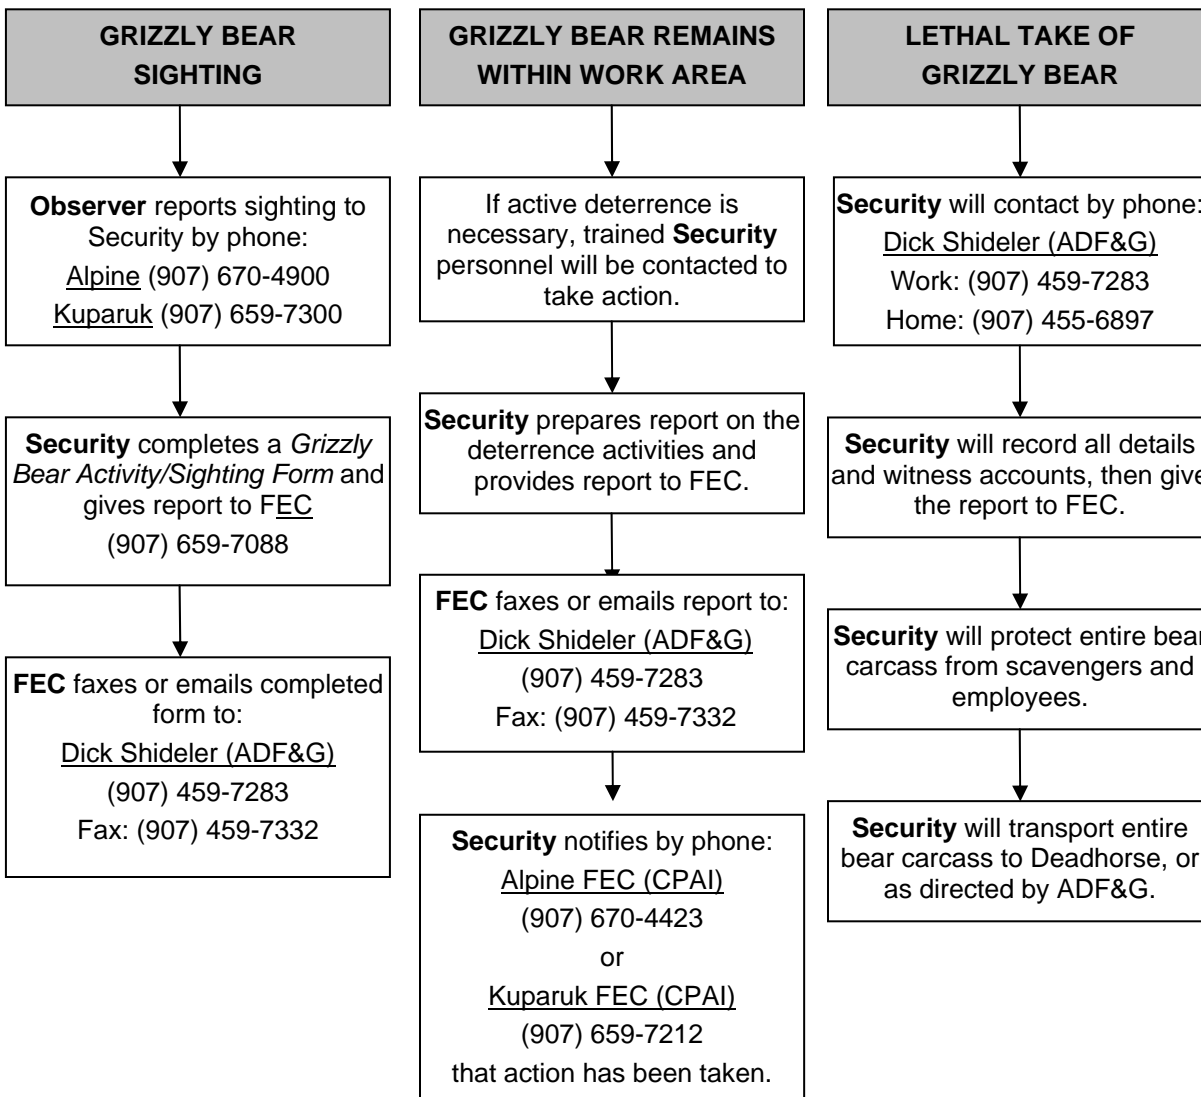 GRIZZLY BEAR
SIGHTING
Observer reports sighting to
Security by phone:
Alpine (907) 670-4900
Kuparuk (907) 659-7300
Security completes a Grizzly
Bear Activity/Sighting Form and
gives report to FEC
(907) 659-7088
FEC faxes or emails completed
form to:
Dick Shideler (ADF&G)
(907) 459-7283
Fax: (907) 459-7332
GRIZZLY BEAR REMAINS
WITHIN WORK AREA
If active deterrence is
necessary, trained Security
personnel will be contacted to
take action.
Security prepares report on the
deterrence activities and
provides report to FEC.
FEC faxes or emails report to:
Dick Shideler (ADF&G)
(907) 459-7283
Fax: (907) 459-7332
Security notifies by phone:
Alpine FEC (CPAI)
(907) 670-4423
or
Kuparuk FEC (CPAI)
(907) 659-7212
that action has been taken.
LETHAL TAKE OF
GRIZZLY BEAR
Security will contact by phone:
Dick Shideler (ADF&G)
Work: (907) 459-7283
Home: (907) 455-6897
Security will record all details
and witness accounts, then give
the report to FEC.
Security will protect entire bear
carcass from scavengers and
employees.
Security will transport entire
bear carcass to Deadhorse, or
as directed by ADF&G.